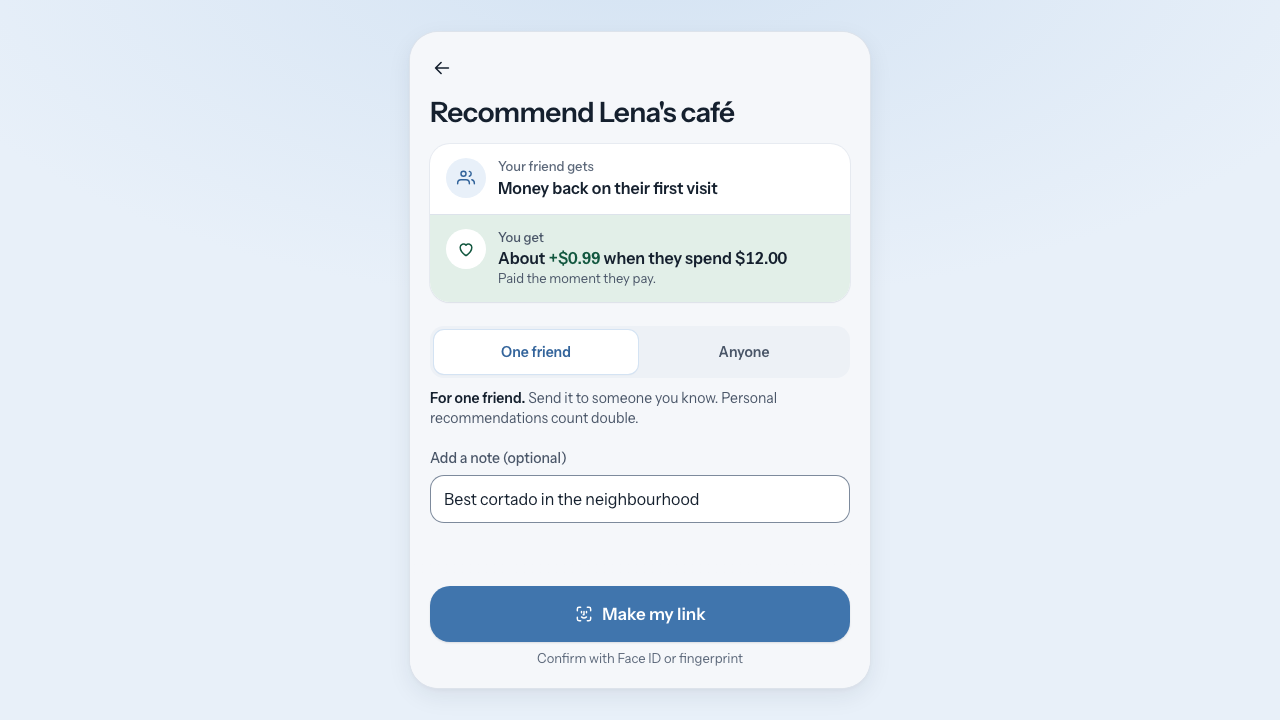 Recommend Lena's café
Your friend gets
Money back on their first visit
You get
About +$0.99 when they spend $12.00
Paid the moment they pay.
One friend
Anyone
For one friend. Send it to someone you know. Personal
recommendations count double.
Add a note (optional)
Best cortado in the neighbourhood
Make my link
Confirm with Face ID or fingerprint